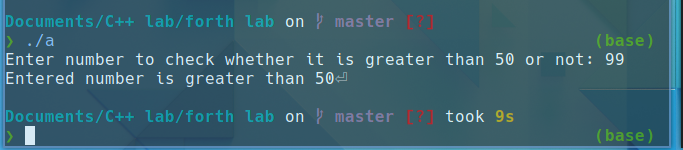 Documents/C++ lab/forth lab on  master [?]
❯ ./a (base)
Enter number to check whether it is greater than 50 or not: 99
Entered number is greater than 50⏎
Documents/C++ lab/forth lab on  master [?] took 9s
❯ (base)